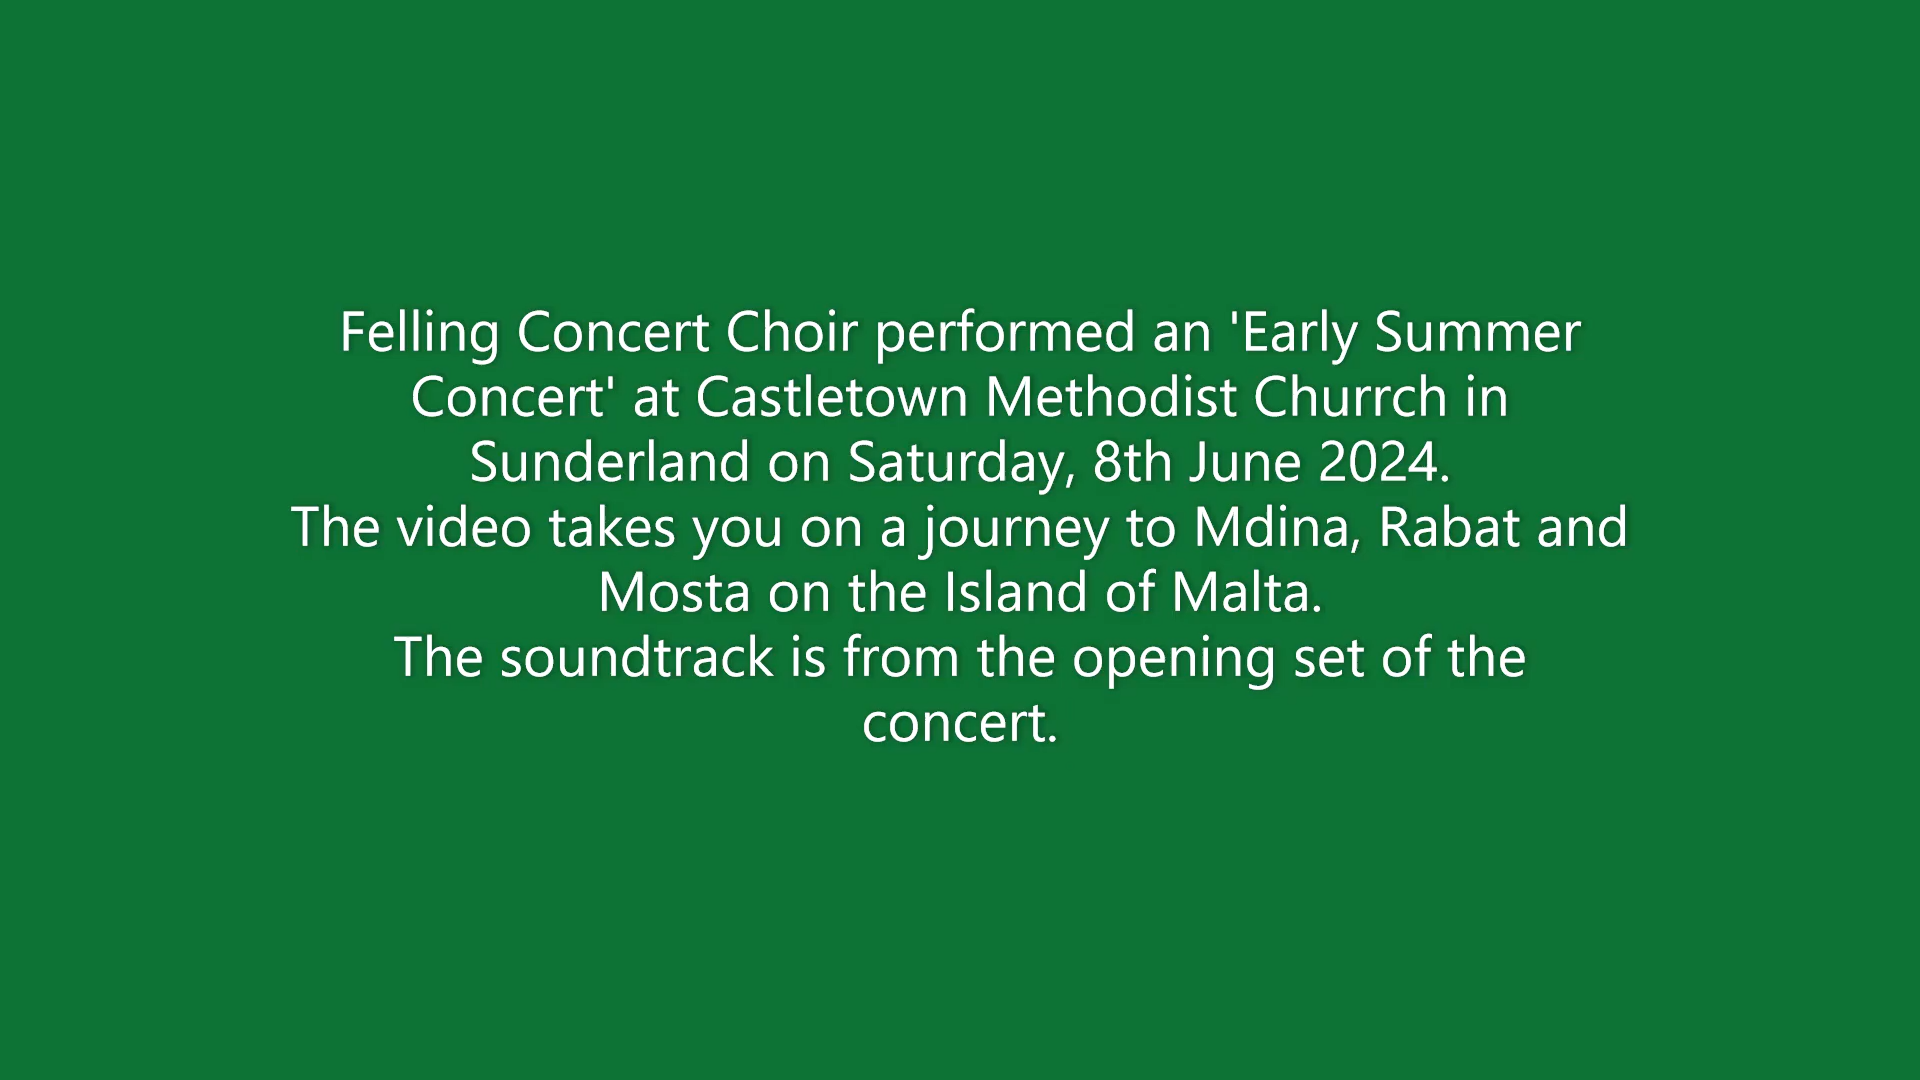 Felling Concert Choir performed an 'Early Summer
Concert' at Castletown Methodist Churrch in
Sunderland on Saturday, 8th June 2024.
The video takes you on a journey to Mdina, Rabat and
Mosta on the Island of Malta.
The soundtrack is from the opening set of the
concert.